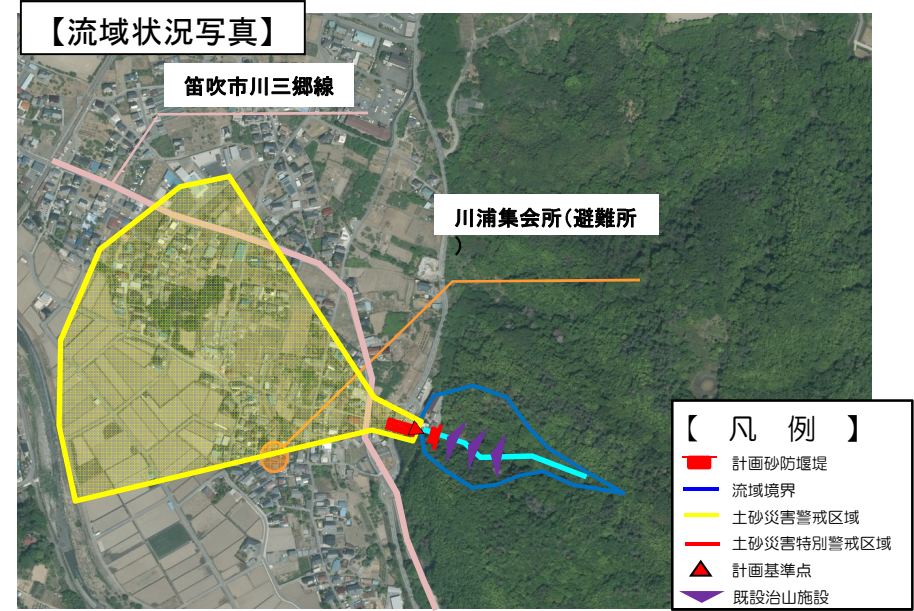 【流域状況写真】
笛吹市川三郷線
川浦集会所(避難所
)
【 凡 例 】
計画砂防堰堤
流域境界
土砂災害警戒区域
土砂災害特別警戒区域
計画基準点
既設治山施設